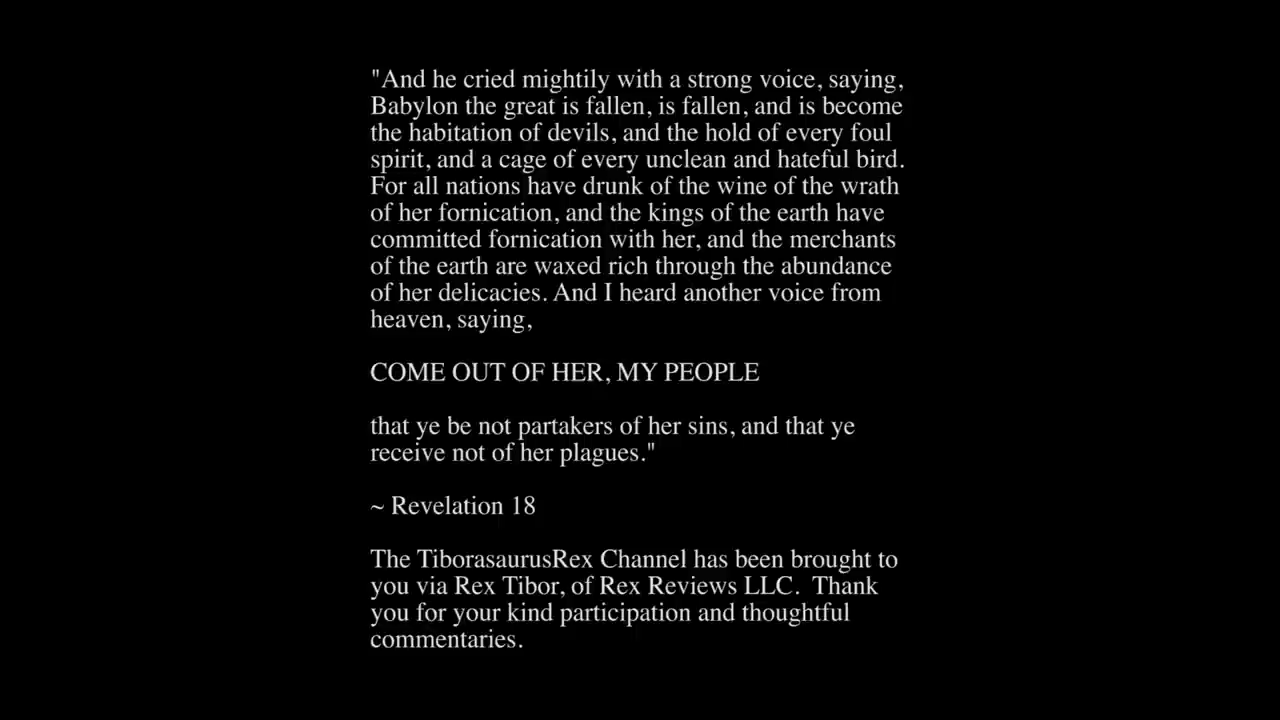 "And he cried mightily with a strong voice, saying,
Babylon the great is fallen, is fallen, and is become
the habitation of devils, and the hold of every foul
spirit, and a cage of every unclean and hateful bird.
For all nations have drunk of the wine of the wrath
of her fornication, and the kings of the earth have
committed fornication with her, and the merchants
of the earth are waxed rich through the abundance
of her delicacies. And I heard another voice from
heaven, saying,
COME OUT OF HER, MY PEOPLE
that ye be not partakers of her sins, and that ye
receive not of her plagues."
~ Revelation 18
The TiborasaurusRex Channel has been brought to
you via Rex Tibor, of Rex Reviews LLC.  Thank
you for your kind participation and thoughtful
commentaries.